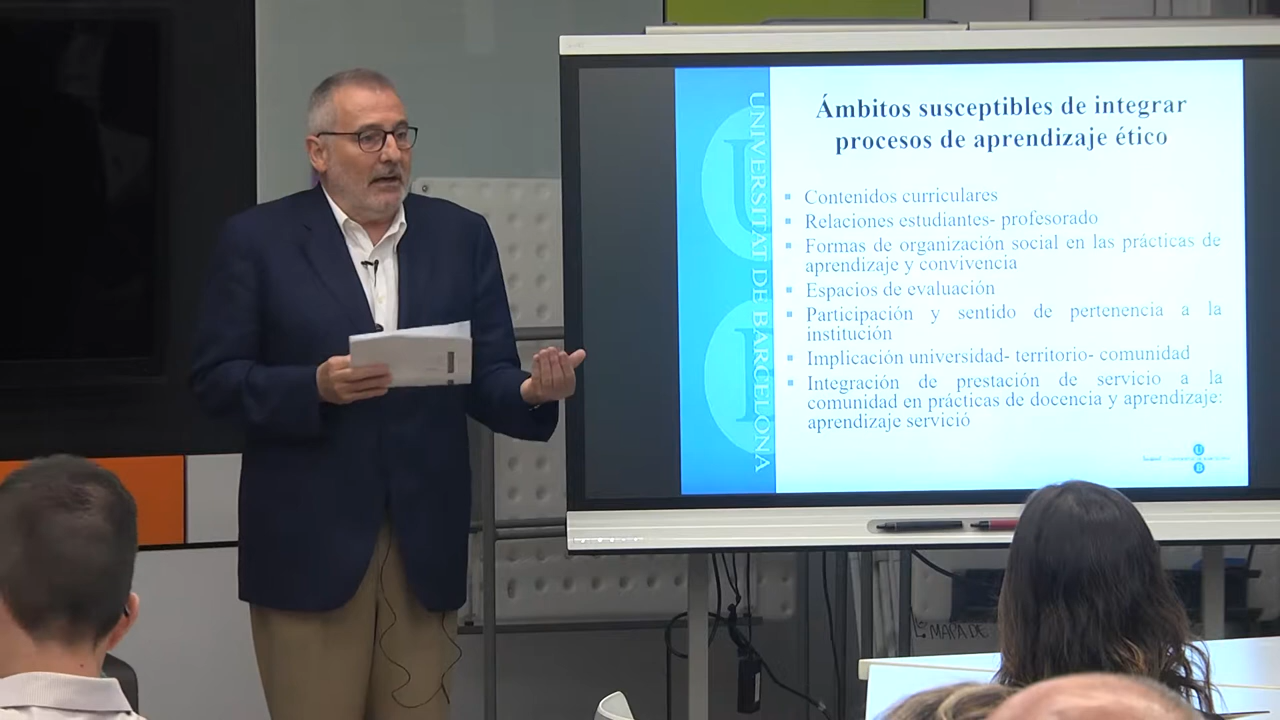 UNIVERSITAT DE BARCELONA
Ámbitos susceptibles de integrar
procesos de aprendizaje ético
Contenidos curriculares
Relaciones estudiantes- profesorado
Formas de organización social en las prácticas de
aprendizaje y convivencia
Espacios de evaluación
Participación y sentido de pertenencia a la
institución
Implicación universidad- territorio- comunidad
Integración de prestación de servicio a la
comunidad en prácticas de docencia y aprendizaje:
aprendizaje servició
U
B
MAPA DE